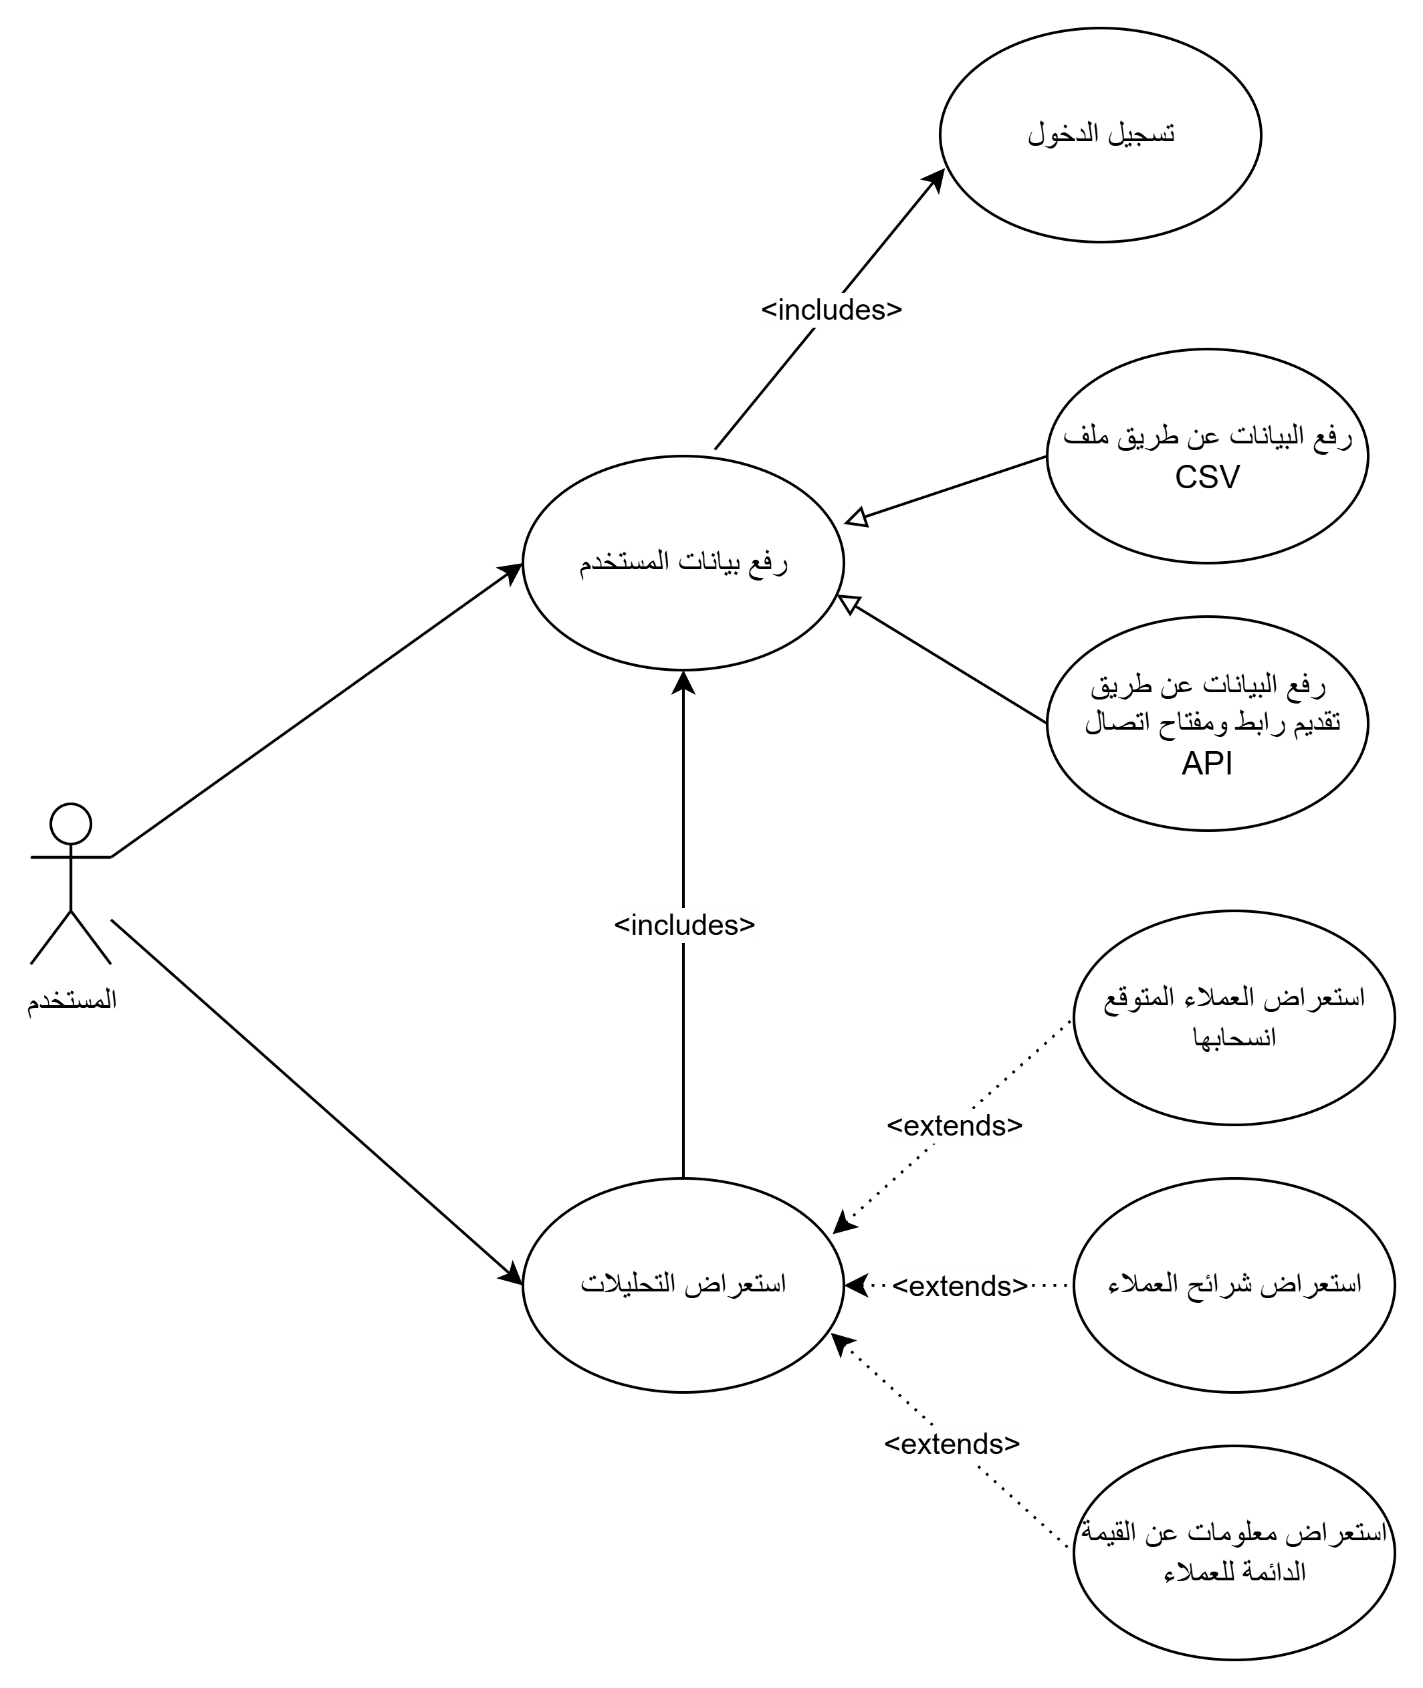 تسجيل الدخول
<includes>
رفع البيانات عن طريق ملف
CSV
رفع بيانات المستخدم
رفع البيانات عن طريق
تقديم رابط ومفتاح اتصال
API
<includes>
المستخدم
استعراض العملاء المتوقع
انسحابها
<extends>
استعراض التحليلات
<extends>
استعراض شرائح العملاء
<extends>
استعراض معلومات عن القيمة
الدائمة للعملاء